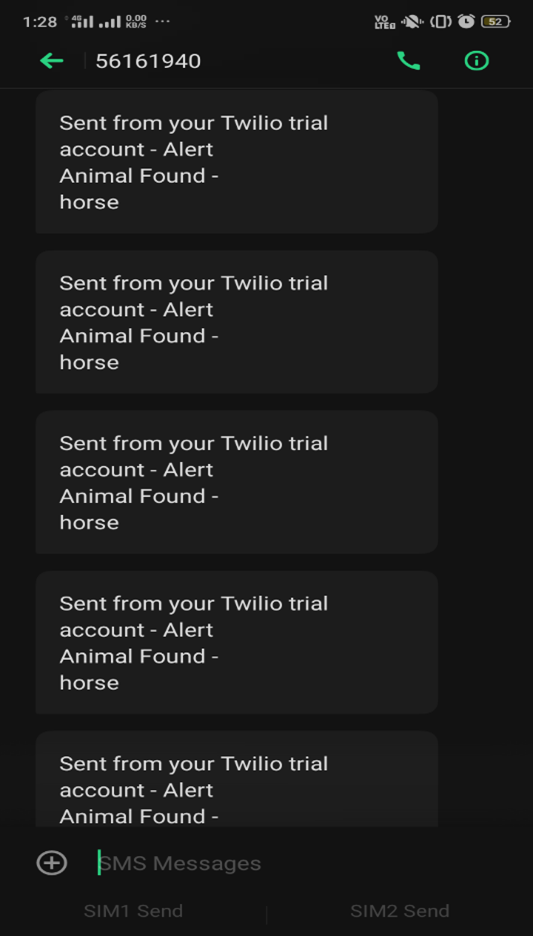 1:28 4G 0.00 KB/S ... VO LTE 52
56161940
Sent from your Twilio trial
account - Alert
Animal Found -
horse
Sent from your Twilio trial
account - Alert
Animal Found -
horse
Sent from your Twilio trial
account - Alert
Animal Found -
horse
Sent from your Twilio trial
account - Alert
Animal Found -
horse
Sent from your Twilio trial
account - Alert
Animal Found -
SMS Messages
SIM1 Send SIM2 Send